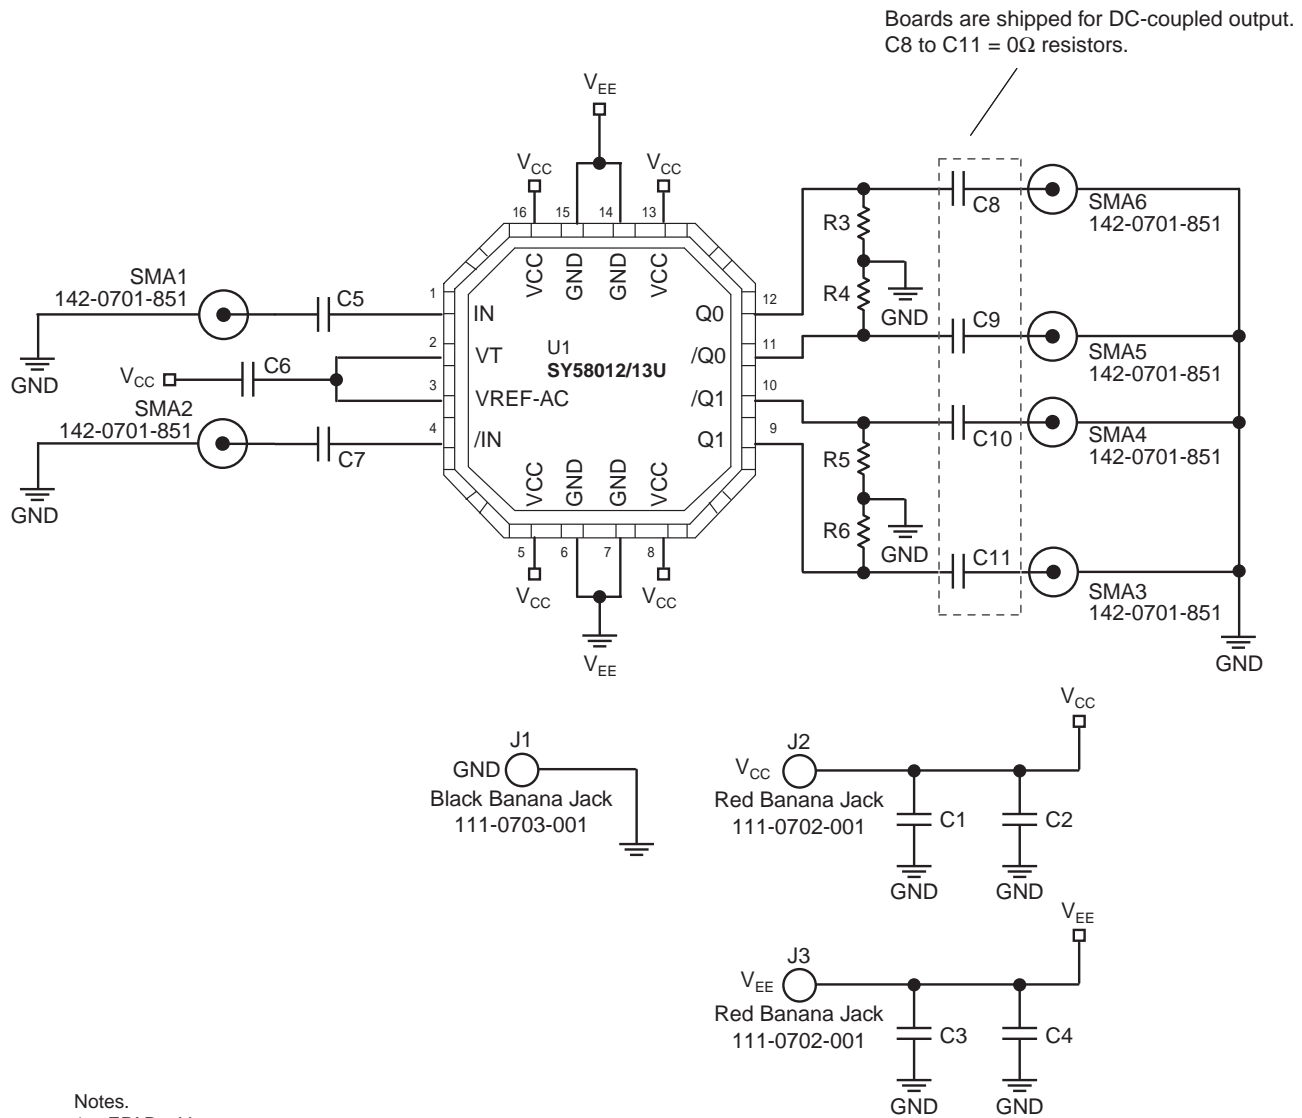 Boards are shipped for DC-coupled output.
C8 to C11 = 0Ω resistors.
VEE
VCC
VCC
16
15
14
13
VCC
GND
GND
VCC
SMA1
142-0701-851
C5
1
IN
GND
2
VT
VCC
C6
3
VREF-AC
SMA2
142-0701-851
C7
4
/IN
GND
U1
SY58012/13U
Q0
12
/Q0
11
/Q1
10
Q1
9
VCC
GND
GND
VCC
5
6
7
8
VCC
VCC
VEE
R3
R4
GND
C8
SMA6
142-0701-851
C9
SMA5
142-0701-851
C10
SMA4
142-0701-851
R5
R6
GND
C11
SMA3
142-0701-851
GND
J1
GND
Black Banana Jack
111-0703-001
J2
VCC
Red Banana Jack
111-0702-001
VCC
C1
C2
GND
GND
J3
VEE
Red Banana Jack
111-0702-001
VEE
C3
C4
GND
GND
Notes.